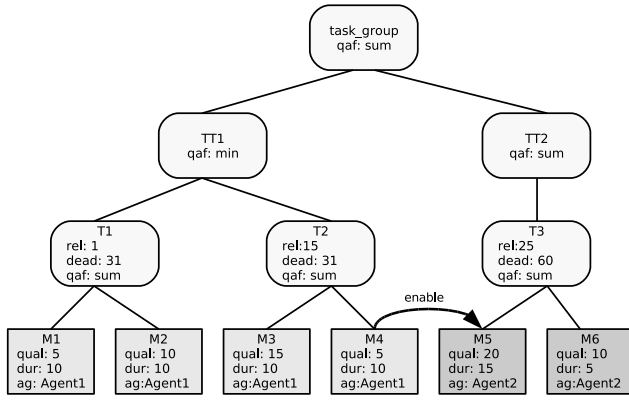 task_group
qaf: sum
TT1
qaf: min
TT2
qaf: sum
T1
rel: 1
dead: 31
qaf: sum
T2
rel:15
dead: 31
qaf: sum
T3
rel:25
dead: 60
qaf: sum
enable
M1
qual: 5
dur: 10
ag: Agent1
M2
qual: 10
dur: 10
ag:Agent1
M3
qual: 15
dur: 10
ag:Agent1
M4
qual: 5
dur: 10
ag:Agent1
M5
qual: 20
dur: 15
ag: Agent2
M6
qual: 10
dur: 5
ag:Agent2